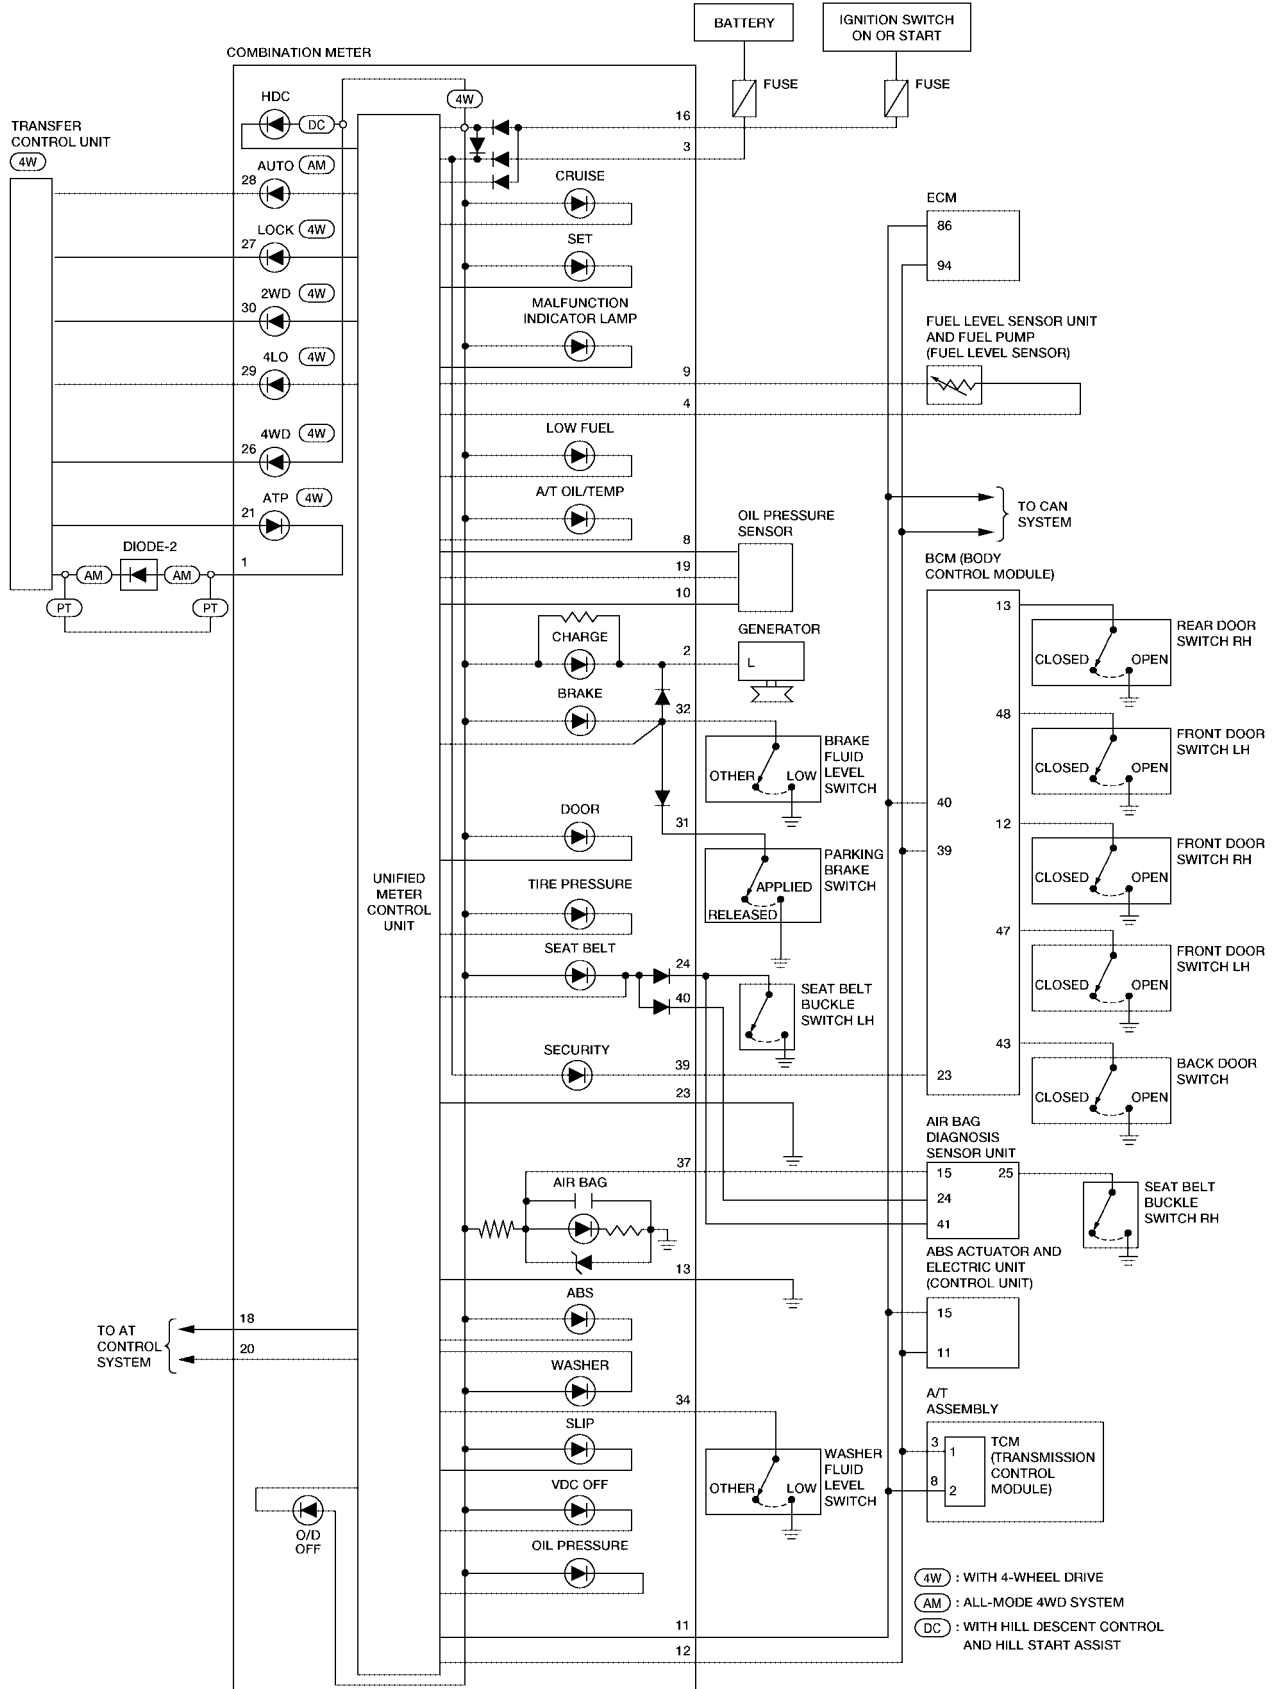 BATTERY
IGNITION SWITCH
ON OR START
FUSE
FUSE
COMBINATION METER
HDC
DC
4W
16
3
TRANSFER
CONTROL UNIT
4W
AUTO
AM
28
LOCK
4W
27
2WD
4W
30
4LO
4W
29
4WD
4W
26
ATP
4W
21
DIODE-2
AM
AM
1
PT
PT
CRUISE
SET
MALFUNCTION
INDICATOR LAMP
9
4
LOW FUEL
A/T OIL/TEMP
8
19
10
OIL PRESSURE
SENSOR
CHARGE
2
GENERATOR
L
BRAKE
32
BRAKE
FLUID
LEVEL
SWITCH
OTHER
LOW
DOOR
31
PARKING
BRAKE
SWITCH
APPLIED
RELEASED
UNIFIED
METER
CONTROL
UNIT
TIRE PRESSURE
SEAT BELT
24
40
SEAT BELT
BUCKLE
SWITCH LH
SECURITY
39
23
37
AIR BAG
13
ABS
TO AT
CONTROL
SYSTEM
18
20
WASHER
34
SLIP
WASHER
FLUID
LEVEL
SWITCH
OTHER
LOW
VDC OFF
O/D
OFF
OIL PRESSURE
11
12
ECM
86
94
FUEL LEVEL SENSOR UNIT
AND FUEL PUMP
(FUEL LEVEL SENSOR)
TO CAN
SYSTEM
BCM (BODY
CONTROL MODULE)
13
REAR DOOR
SWITCH RH
CLOSED
OPEN
48
FRONT DOOR
SWITCH LH
CLOSED
OPEN
40
12
39
FRONT DOOR
SWITCH RH
CLOSED
OPEN
47
FRONT DOOR
SWITCH LH
CLOSED
OPEN
43
23
BACK DOOR
SWITCH
CLOSED
OPEN
AIR BAG
DIAGNOSIS
SENSOR UNIT
15
25
24
41
SEAT BELT
BUCKLE
SWITCH RH
ABS ACTUATOR AND
ELECTRIC UNIT
(CONTROL UNIT)
15
11
A/T
ASSEMBLY
3
1
8
2
TCM
(TRANSMISSION
CONTROL
MODULE)
4W : WITH 4-WHEEL DRIVE
AM : ALL-MODE 4WD SYSTEM
DC : WITH HILL DESCENT CONTROL
AND HILL START ASSIST